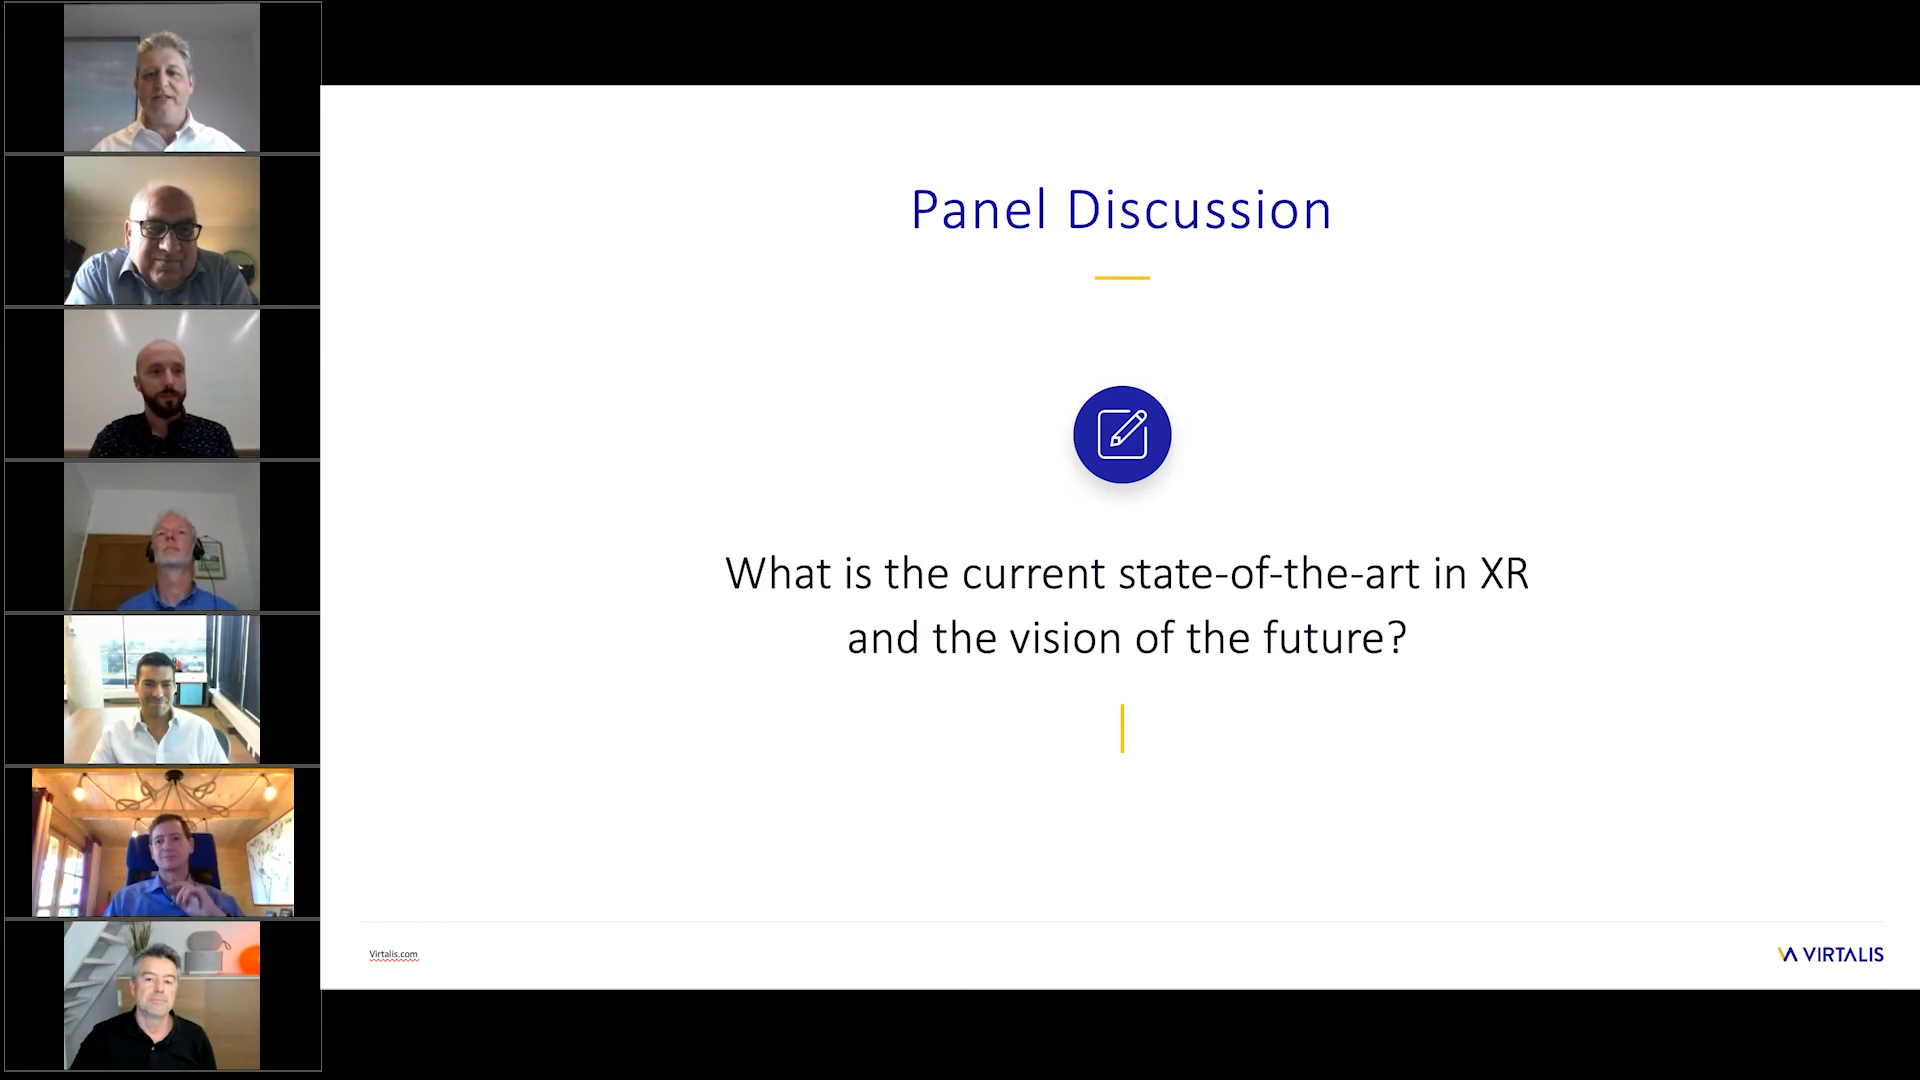 Panel Discussion
What is the current state-of-the-art in XR
and the vision of the future?
Virtalis.com
VIRTALIS